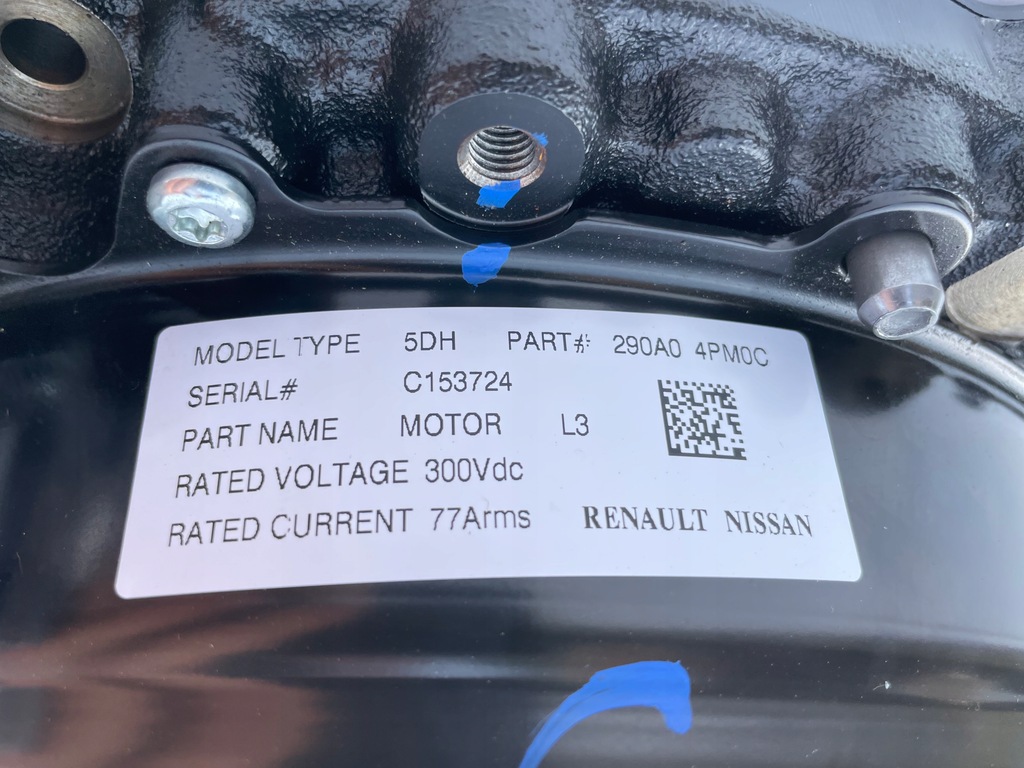 MODEL TYPE 5DH PART# 290A0 4PM0C
SERIAL# C153724
PART NAME MOTOR L3
RATED VOLTAGE 300Vdc
RATED CURRENT 77Arms RENAULT NISSAN